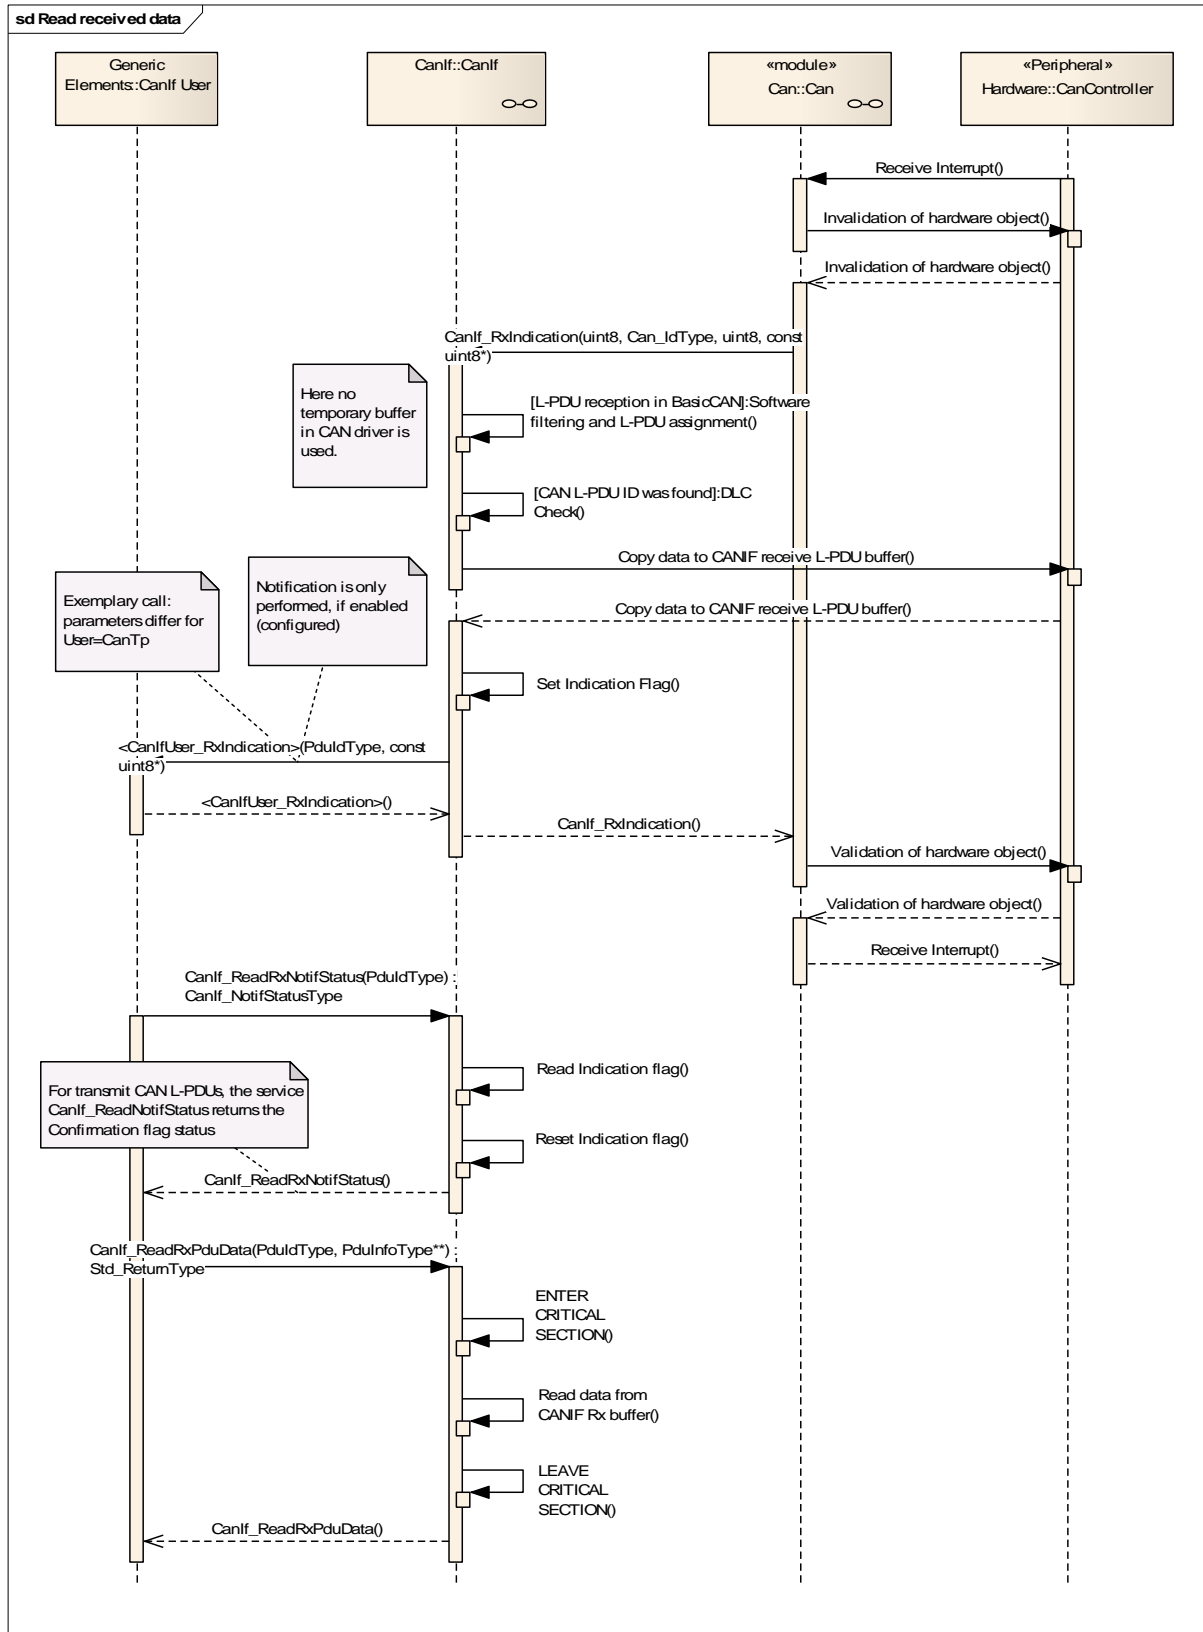 sd Read received data
Generic
Elements::CanIf User
CanIf::CanIf
«module»
Can::Can
«Peripheral»
Hardware::CanController
Receive Interrupt()
Invalidation of hardware object()
Invalidation of hardware object()
CanIf_RxIndication(uint8, Can_IdType, uint8, const
uint8*)
Here no
temporary buffer
in CAN driver is
used.
[L-PDU reception in BasicCAN]:Software
filtering and L-PDU assignment()
[CAN L-PDU ID was found]:DLC
Check()
Copy data to CANIF receive L-PDU buffer()
Exemplary call:
parameters differ for
User=CanTp
Notification is only
performed, if enabled
(configured)
Copy data to CANIF receive L-PDU buffer()
Set Indication Flag()
<CanIfUser_RxIndication>(PduIdType, const
uint8*)
<CanIfUser_RxIndication>()
CanIf_RxIndication()
Validation of hardware object()
Validation of hardware object()
Receive Interrupt()
CanIf_ReadRxNotifStatus(PduIdType) :
CanIf_NotifStatusType
Read Indication flag()
For transmit CAN L-PDUs, the service
CanIf_ReadNotifStatus returns the
Confirmation flag status
Reset Indication flag()
CanIf_ReadRxNotifStatus()
CanIf_ReadRxPduData(PduIdType, PduInfoType**) :
Std_ReturnType
ENTER
CRITICAL
SECTION()
Read data from
CANIF Rx buffer()
LEAVE
CRITICAL
SECTION()
CanIf_ReadRxPduData()